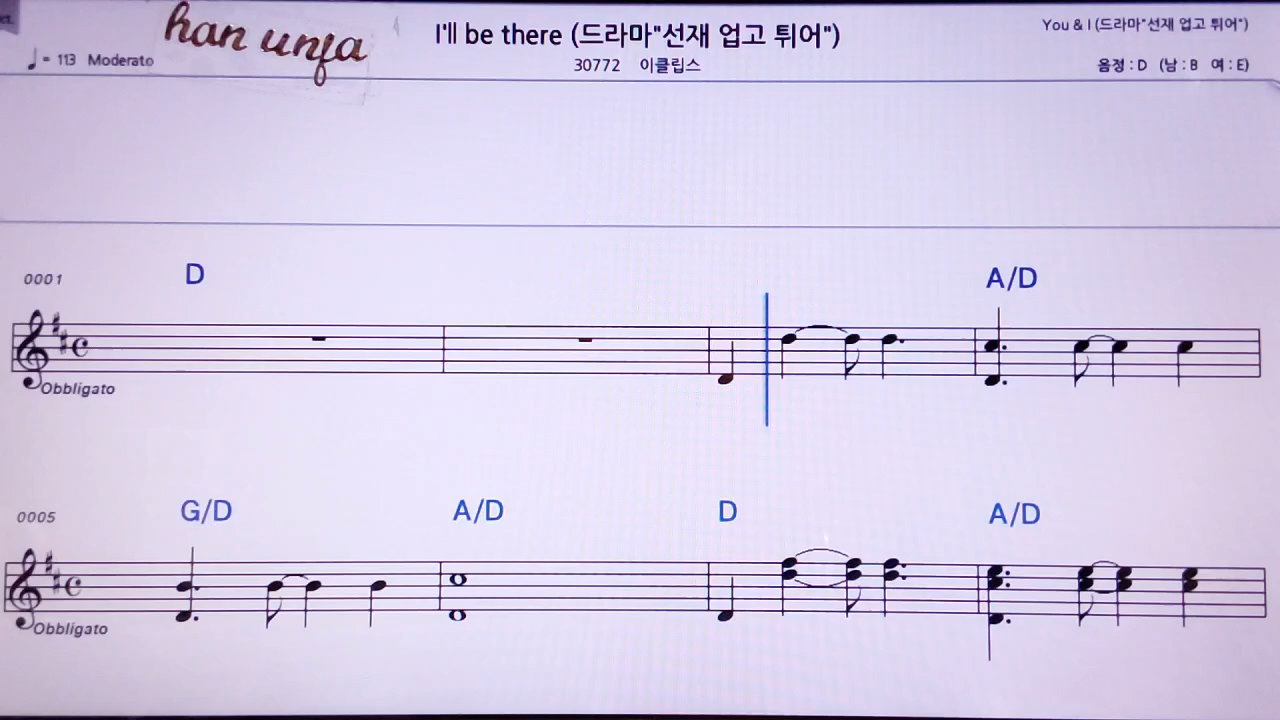 han unfa
I'll be there (드라마"선재 업고 튀어")
You & I (드라마"선재 업고 튀어")
♩ = 113 Moderato
30772 이클립스
음정 : D (남 : B 여 : E)
0001 D A/D
Obbligato
0005 G/D A/D D A/D
Obbligato